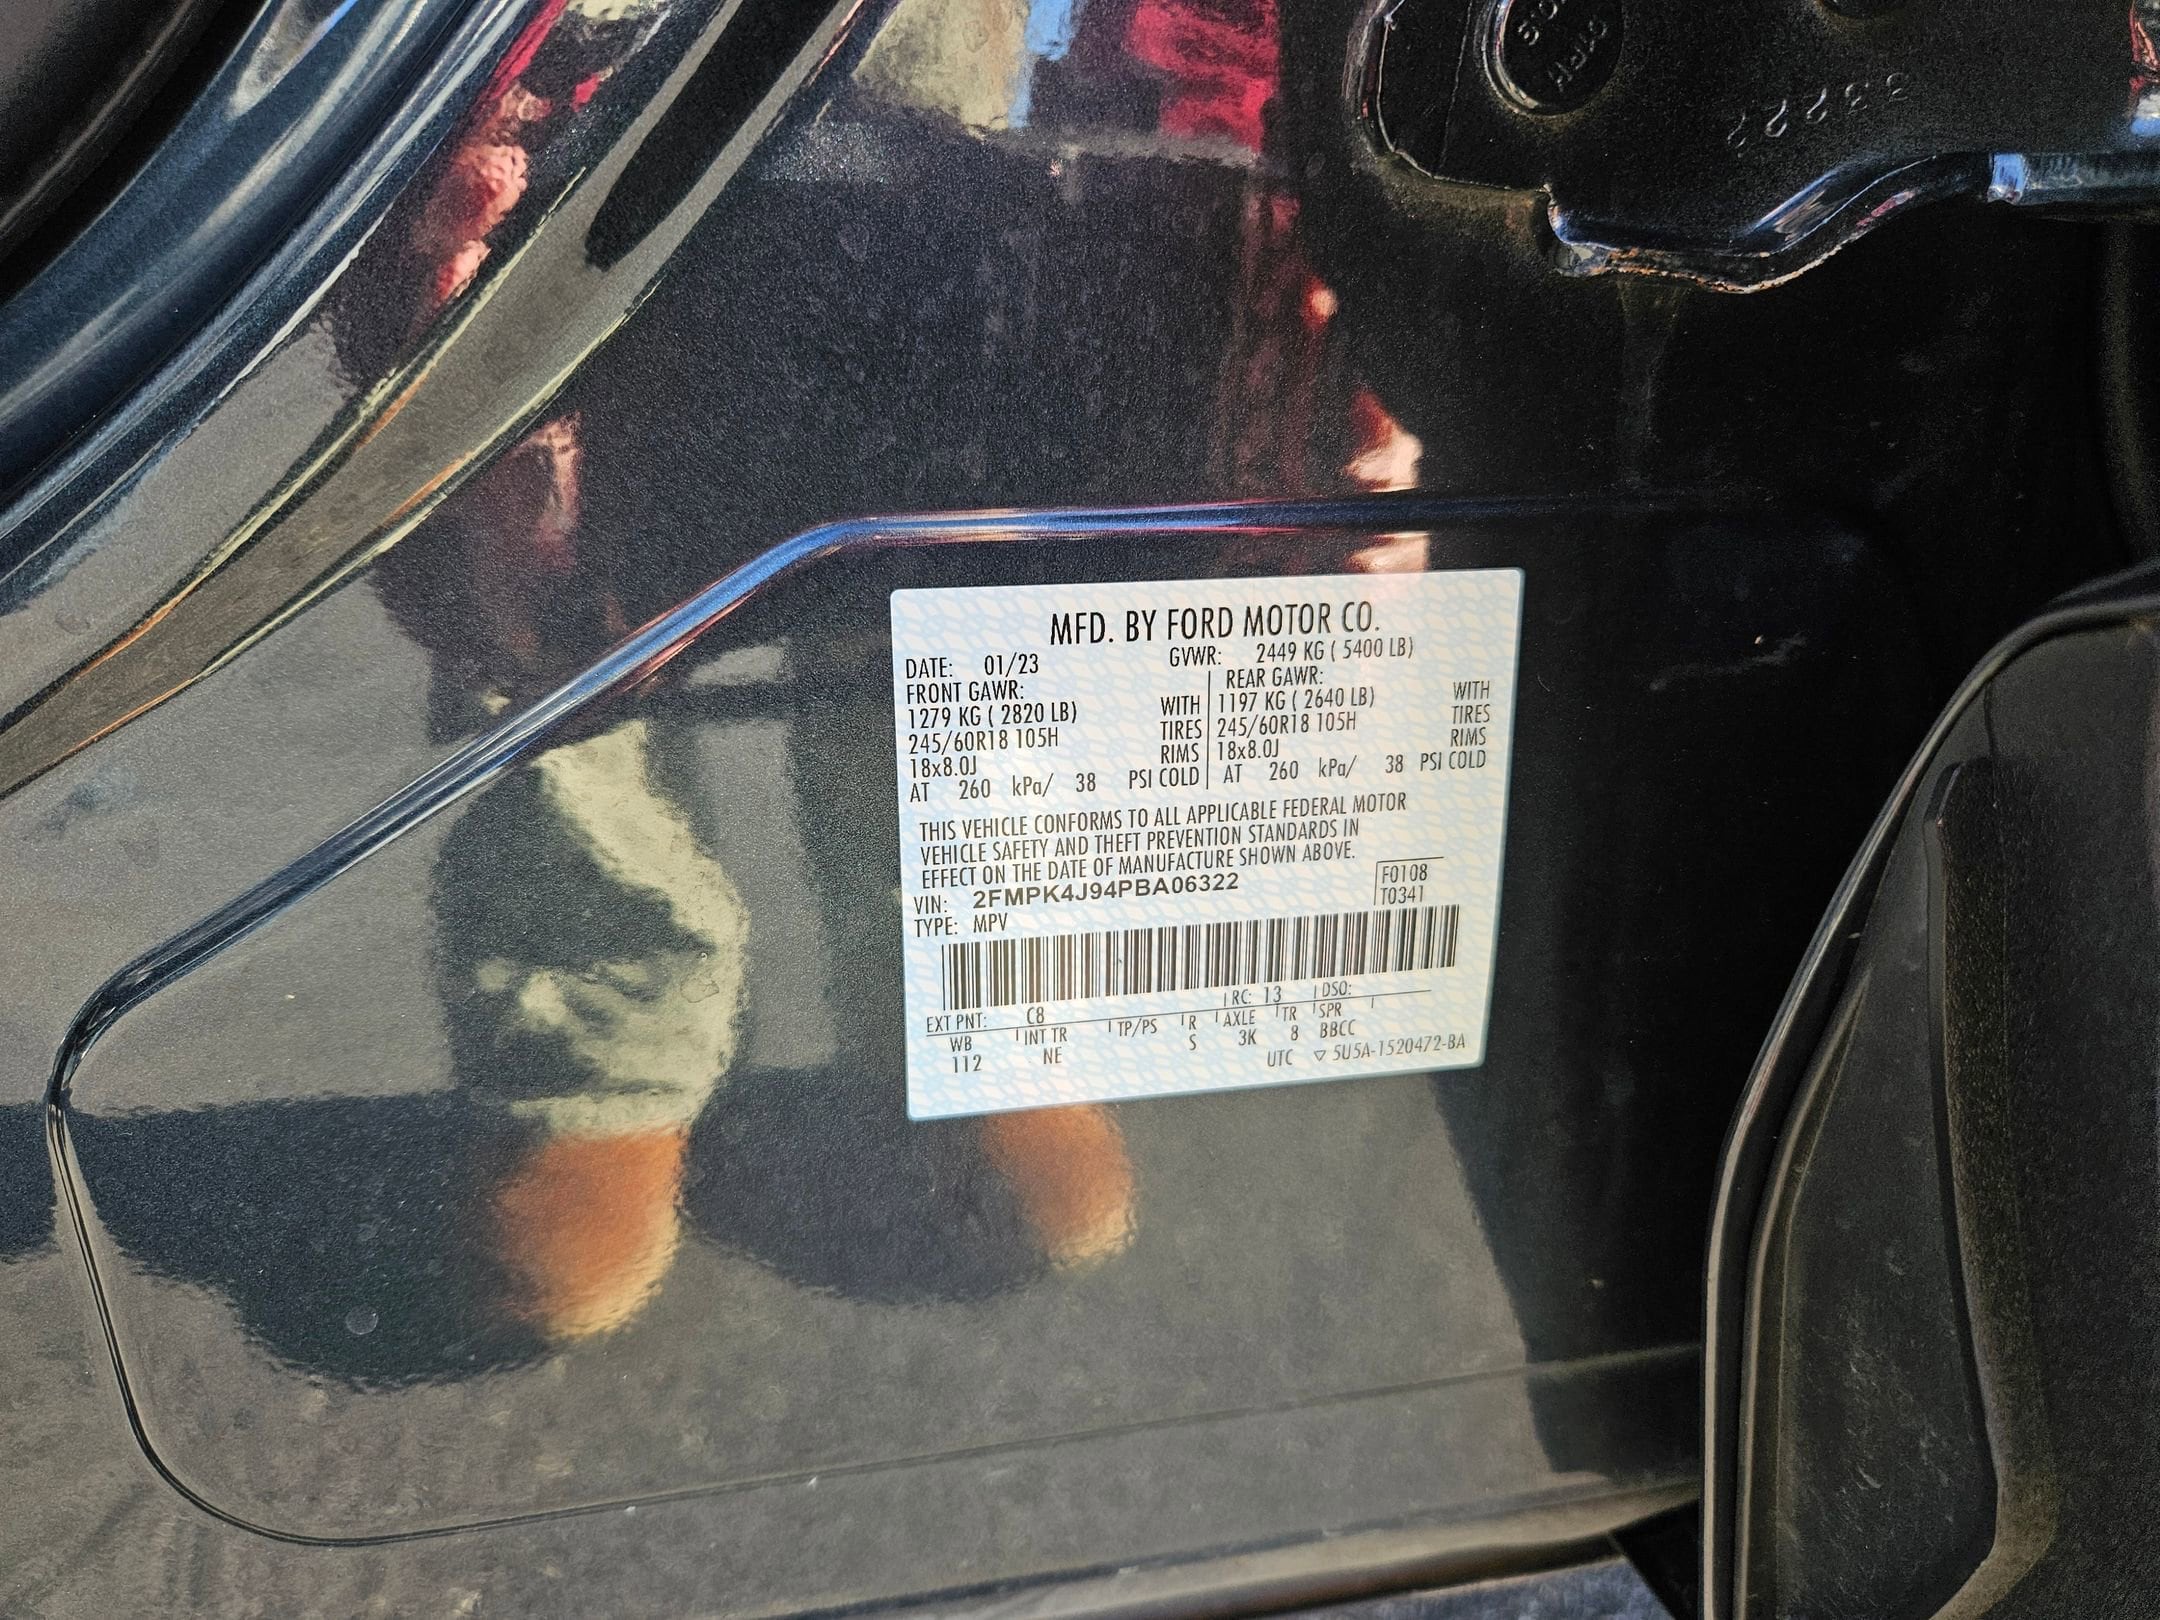 33227
MFD. BY FORD MOTOR CO.
DATE: 01/23 GVWR: 2449 KG ( 5400 LB)
FRONT GAWR: REAR GAWR:
1279 KG ( 2820 LB) WITH 1197 KG ( 2640 LB) WITH
245/60R18 105H TIRES 245/60R18 105H TIRES
18x8.0J RIMS 18x8.0J RIMS
AT 260 kPa/ 38 PSI COLD AT 260 kPa/ 38 PSI COLD
THIS VEHICLE CONFORMS TO ALL APPLICABLE FEDERAL MOTOR
VEHICLE SAFETY AND THEFT PREVENTION STANDARDS IN
EFFECT ON THE DATE OF MANUFACTURE SHOWN ABOVE.
VIN: 2FMPK4J94PBA06322 F0108
TYPE: MPV T0341
EXT PNT: C8 RC: 13 DSO:
WB INT TR TP/PS R AXLE TR SPR
112 NE S 3K 8 BBCC
UTC ▽ 5U5A-1520472-BA